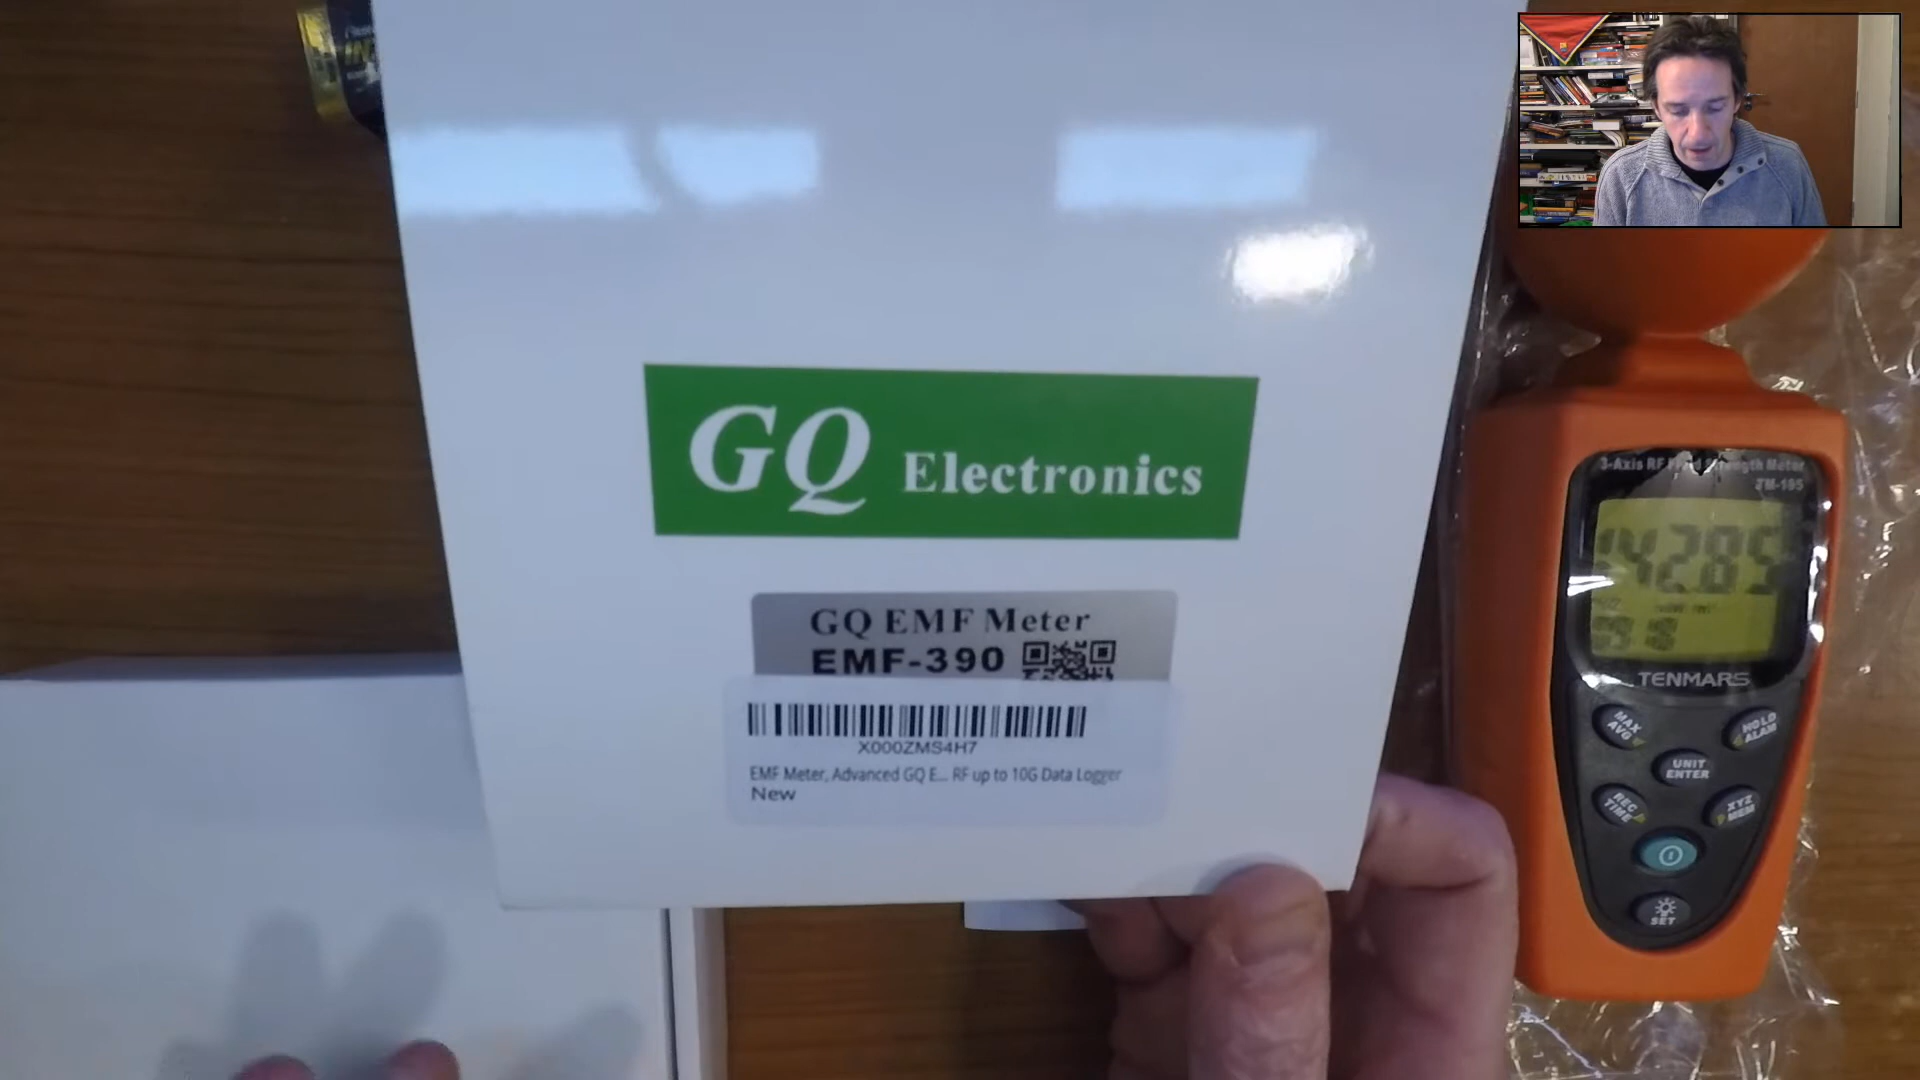 GQ Electronics
GQ EMF Meter
EMF-390
X000ZMS4H7
EMF Meter, Advanced GQ E... RF up to 10G Data Logger
New
3-Axis RF Field Strength Meter
TM-195
TENMARS
MAX
AVG
HOLD
ALARM
UNIT
ENTER
REC
TIME
XYZ
MEM
SET